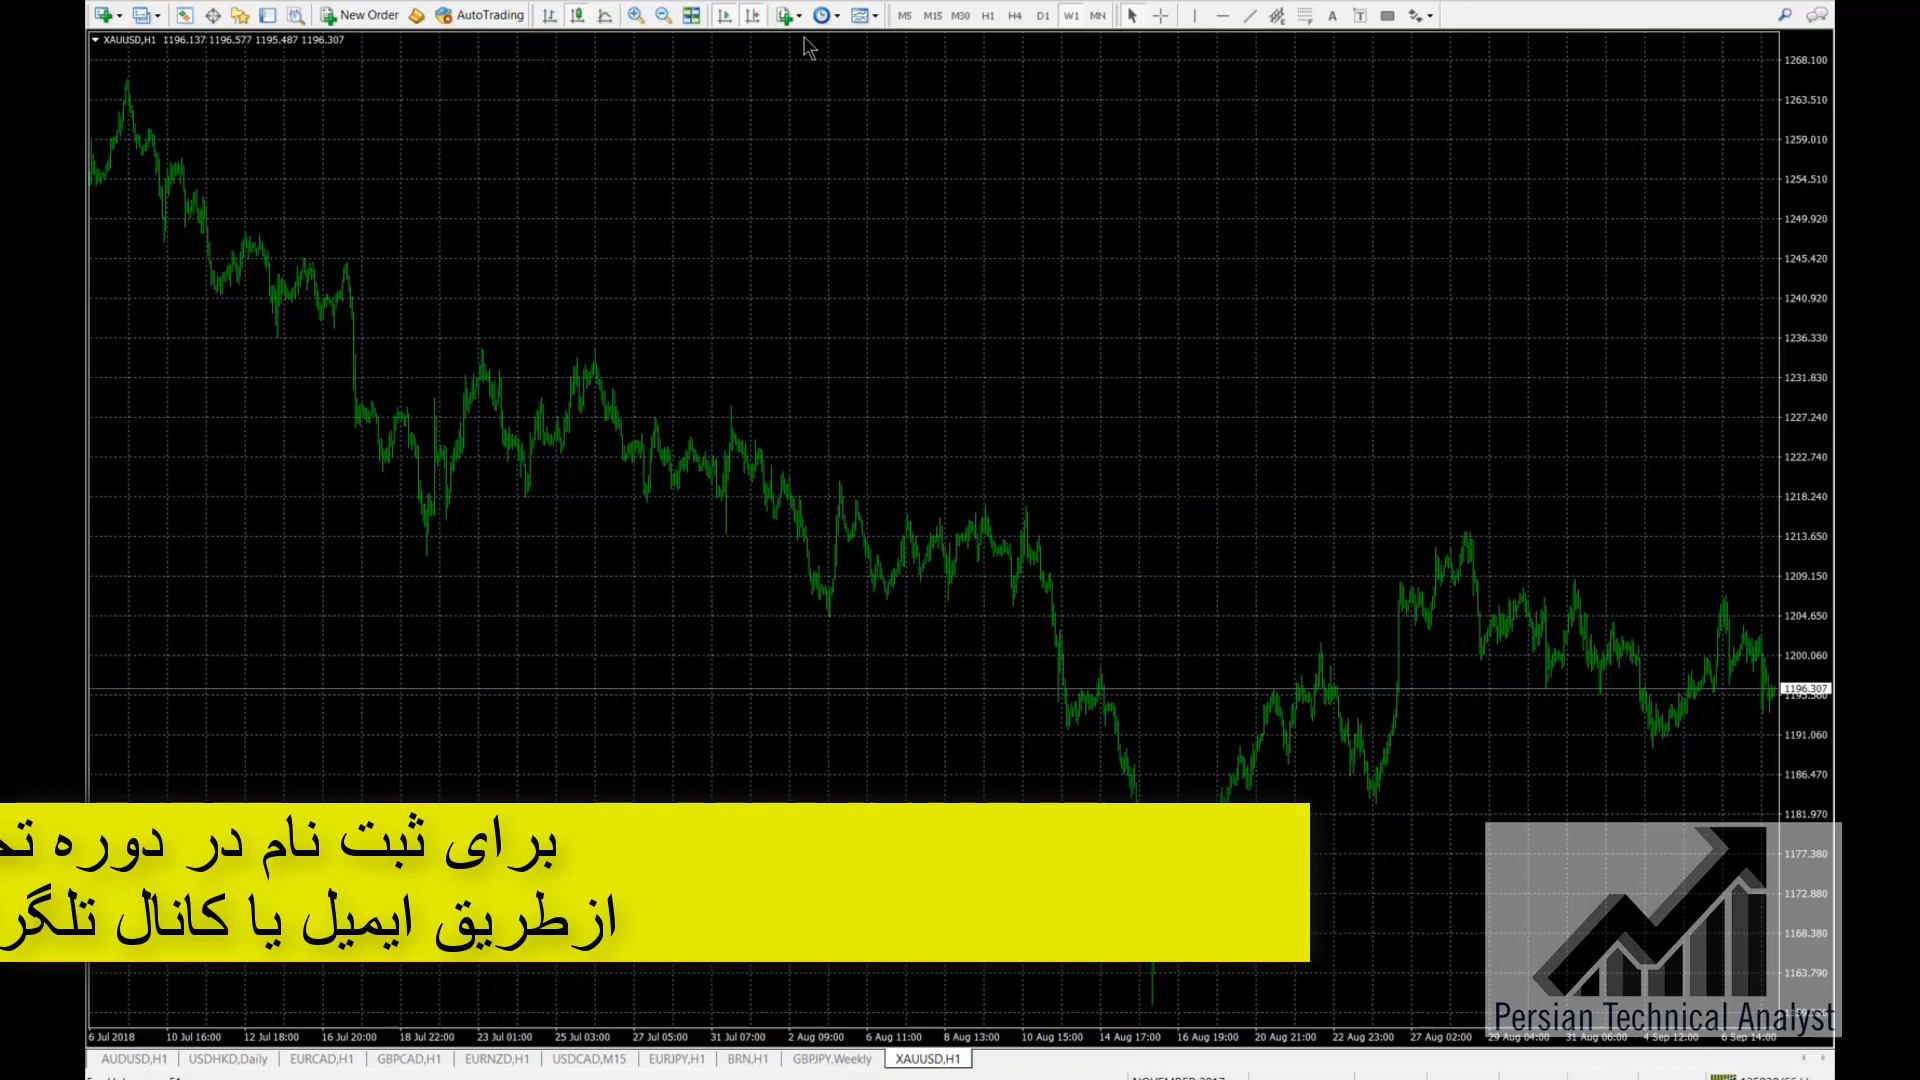 New Order
AutoTrading
M5 M15 M30 H1 H4 D1 W1 MN
XAUUSD,H1 1196.137 1196.577 1195.487 1196.307
1268.100
1263.510
1259.010
1254.510
1249.920
1245.420
1240.920
1236.330
1231.830
1227.240
1222.740
1218.240
1213.650
1209.150
1204.650
1200.060
1196.307
1191.060
1186.470
1181.970
1177.380
1172.880
1168.380
1163.790
برای ثبت نام در دوره
ازطریق ایمیل یا کانال
Persian Technical Analyst
6 Jul 2018 10 Jul 16:00 12 Jul 18:00 16 Jul 20:00 18 Jul 22:00 23 Jul 01:00 25 Jul 03:00 27 Jul 05:00 31 Jul 07:00 2 Aug 09:00 6 Aug 11:00 8 Aug 13:00 10 Aug 15:00 14 Aug 17:00 16 Aug 19:00 20 Aug 21:00 22 Aug 23:00 27 Aug 02:00 29 Aug 04:00 31 Aug 06:00 4 Sep 12:00 6 Sep 14:00
AUDUSD,H1 USDHKD,Daily EURCAD,H1 GBPCAD,H1 EURNZD,H1 USDCAD,M15 EURJPY,H1 BRN,H1 GBPJPY,Weekly XAUUSD,H1